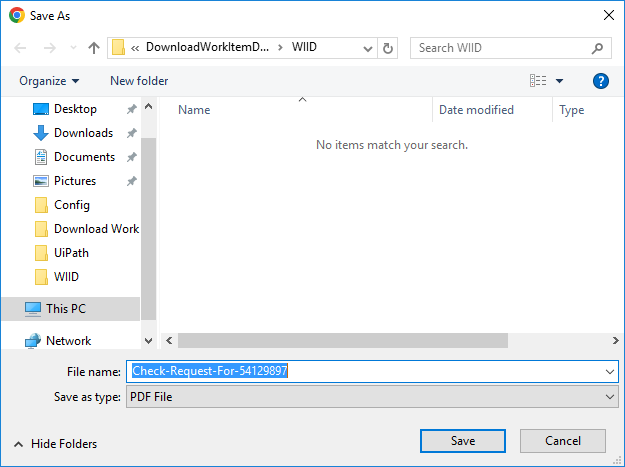 Save As
« DownloadWorkItemD... > WIID
Search WIID
Organize
New folder
?
Name
Date modified
Type
No items match your search.
Desktop
Downloads
Documents
Pictures
Config
Download Work
UiPath
WIID
This PC
Network
File name: Check-Request-For-54129897
Save as type: PDF File
Hide Folders
Save
Cancel